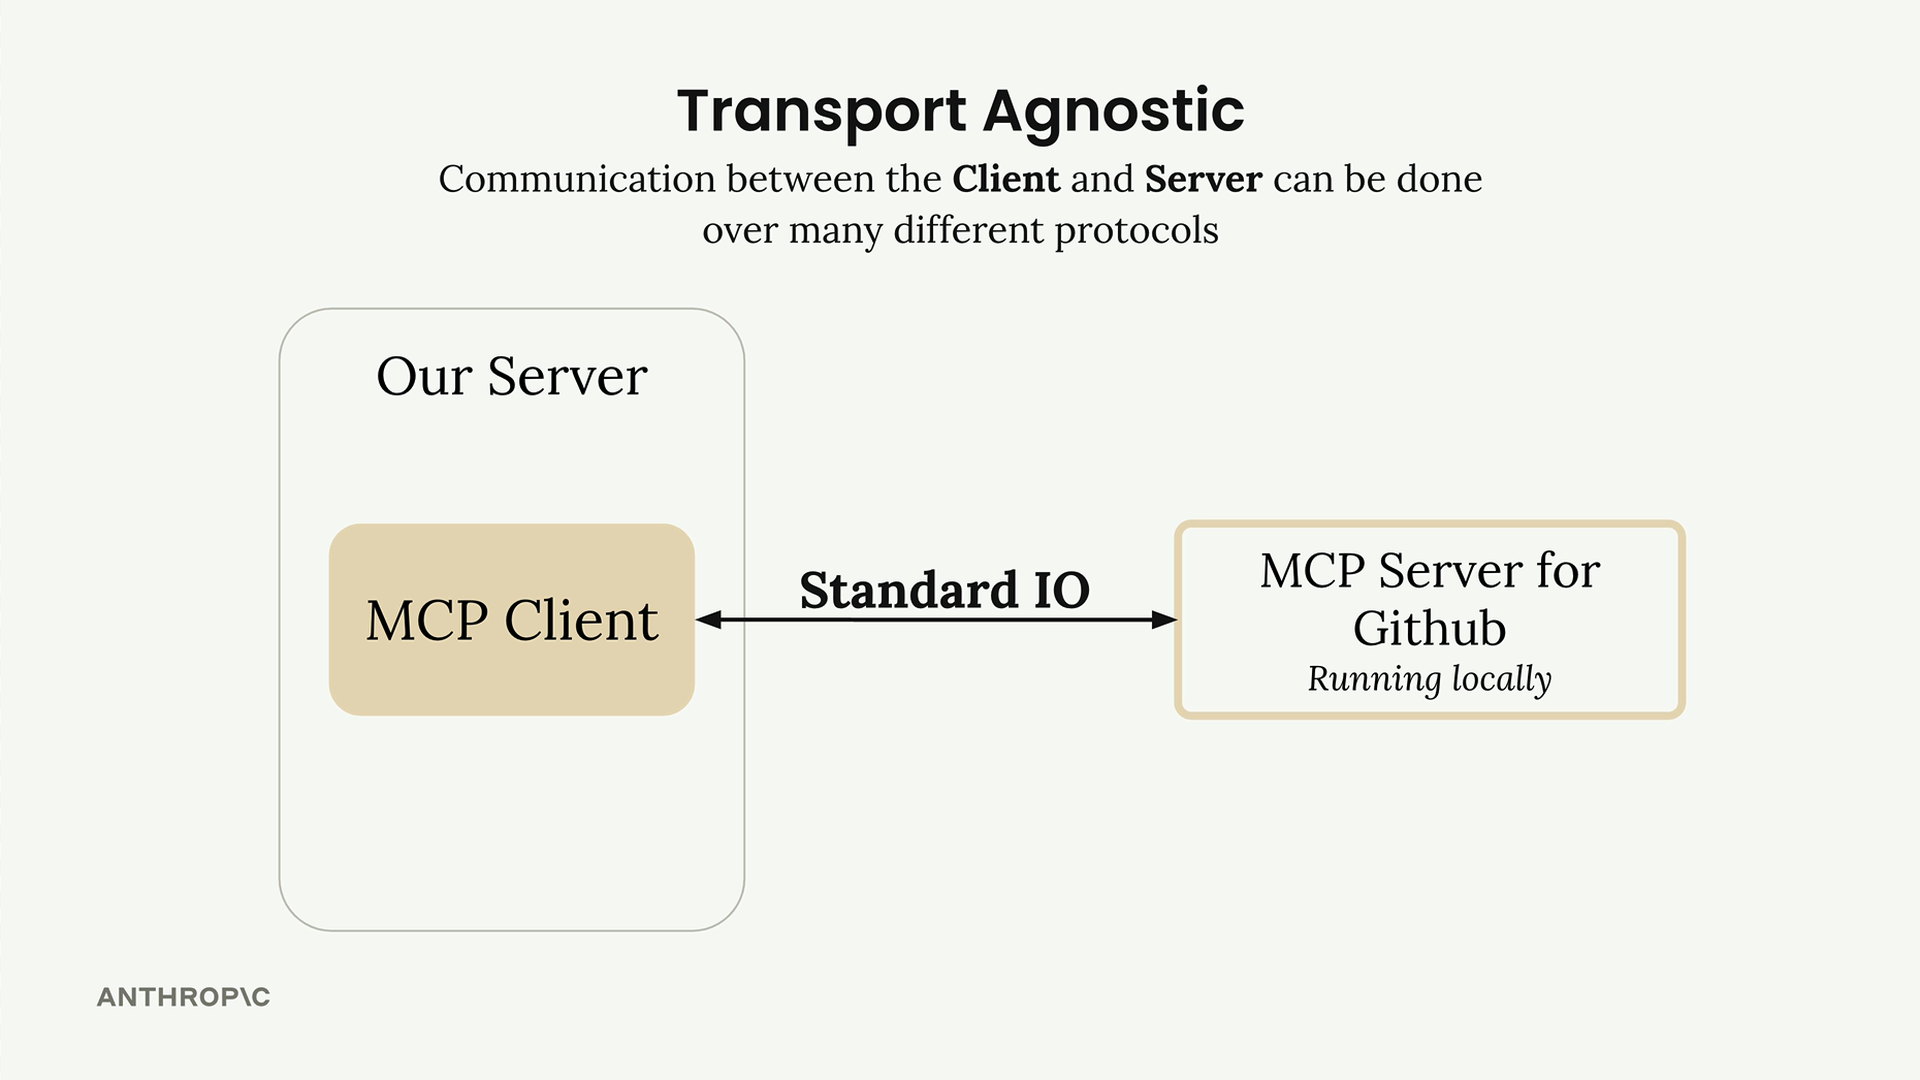 Transport Agnostic
Communication between the Client and Server can be done
over many different protocols
Our Server
MCP Client
Standard IO
MCP Server for
Github
Running locally
ANTHROP\C